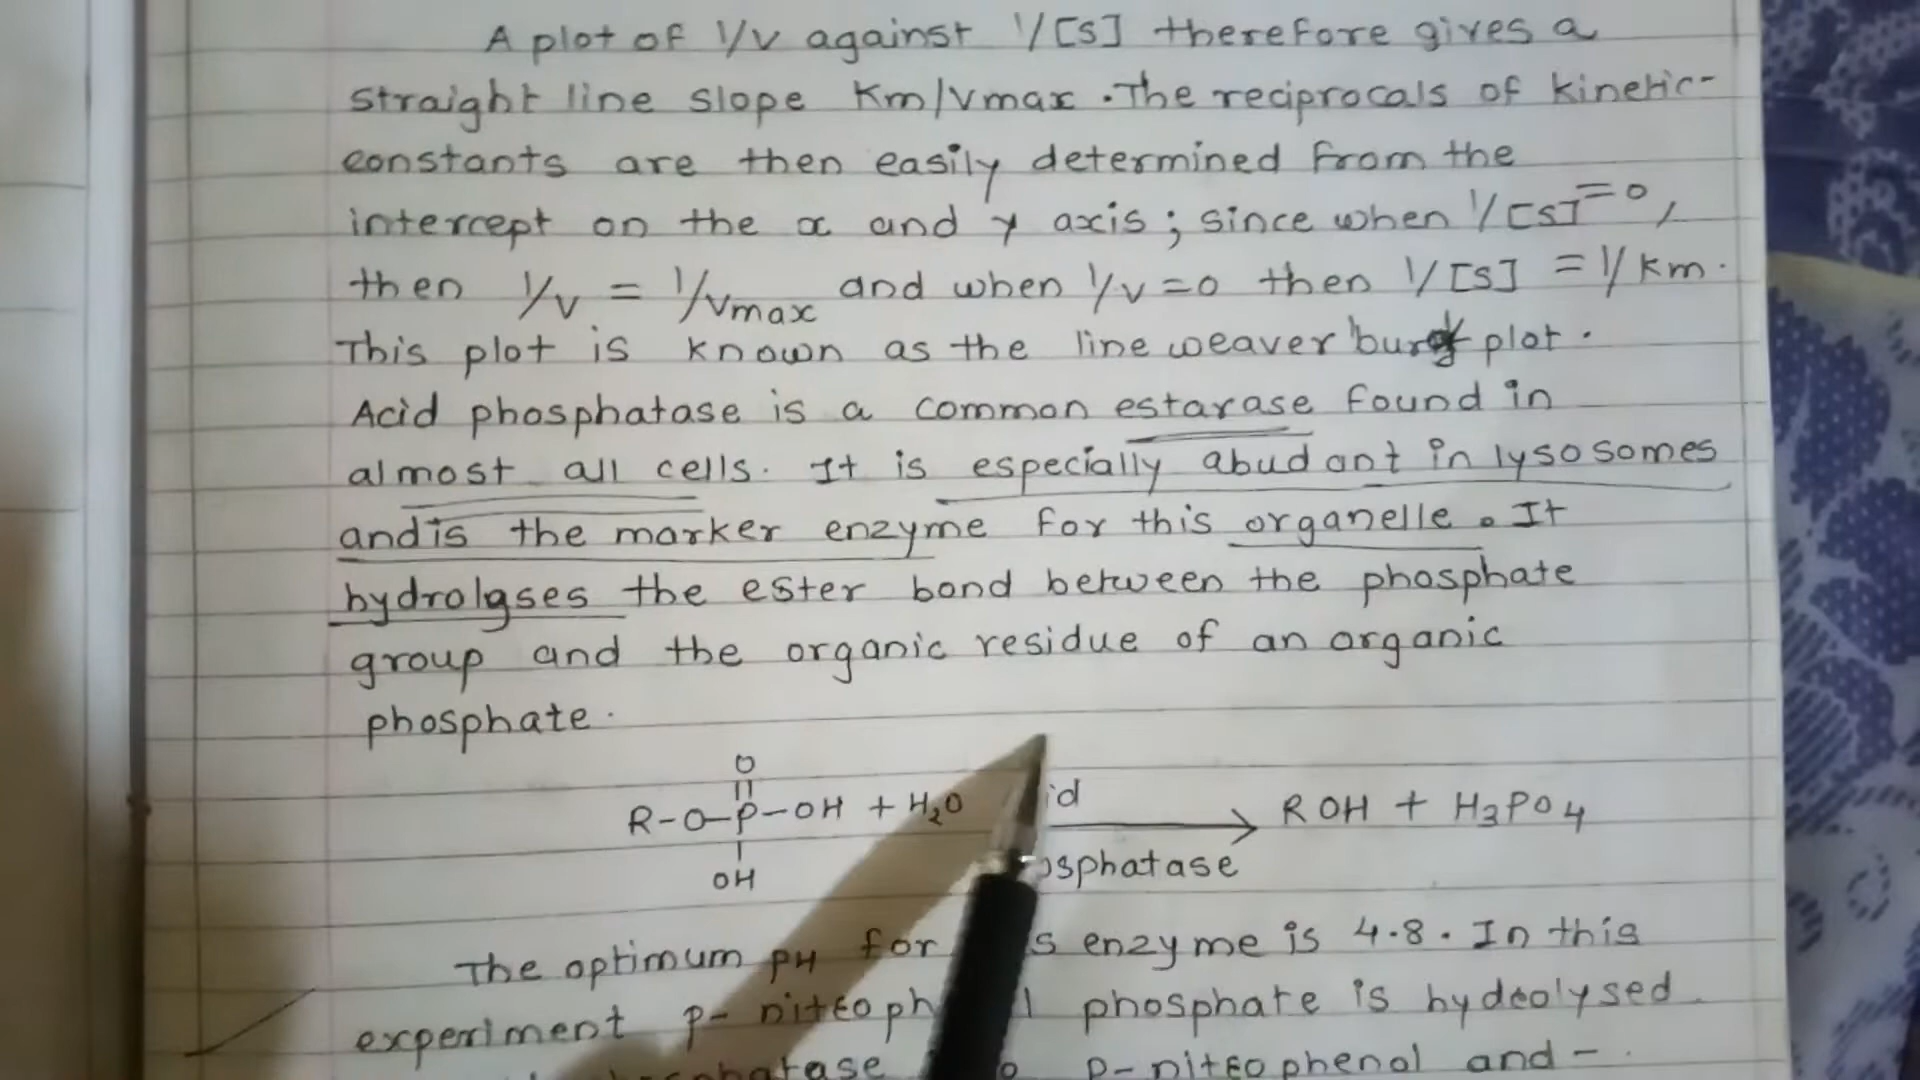 A plot of 1/v against 1/[S] therefore gives a
straight line slope Km/Vmax. The reciprocals of kinetic-
constants are then easily determined from the
intercept on the x and y axis; since when 1/[S]=0,
then 1/v = 1/vmax and when 1/v=0 then 1/[S] = 1/Km.
This plot is known as the line weaver burk plot.
Acid phosphatase is a common estarase found in
almost all cells. It is especially abudant in lysosomes
and is the marker enzyme for this organelle. It
hydrolyses the ester bond between the phosphate
group and the organic residue of an organic
phosphate.
O
R-O-P-OH + H2O id → ROH + H3PO4
OH osphatase
The optimum pH for s enzyme is 4.8. In this
experiment p- nitroph l phosphate is hydrolysed
p-nitrophenol and -